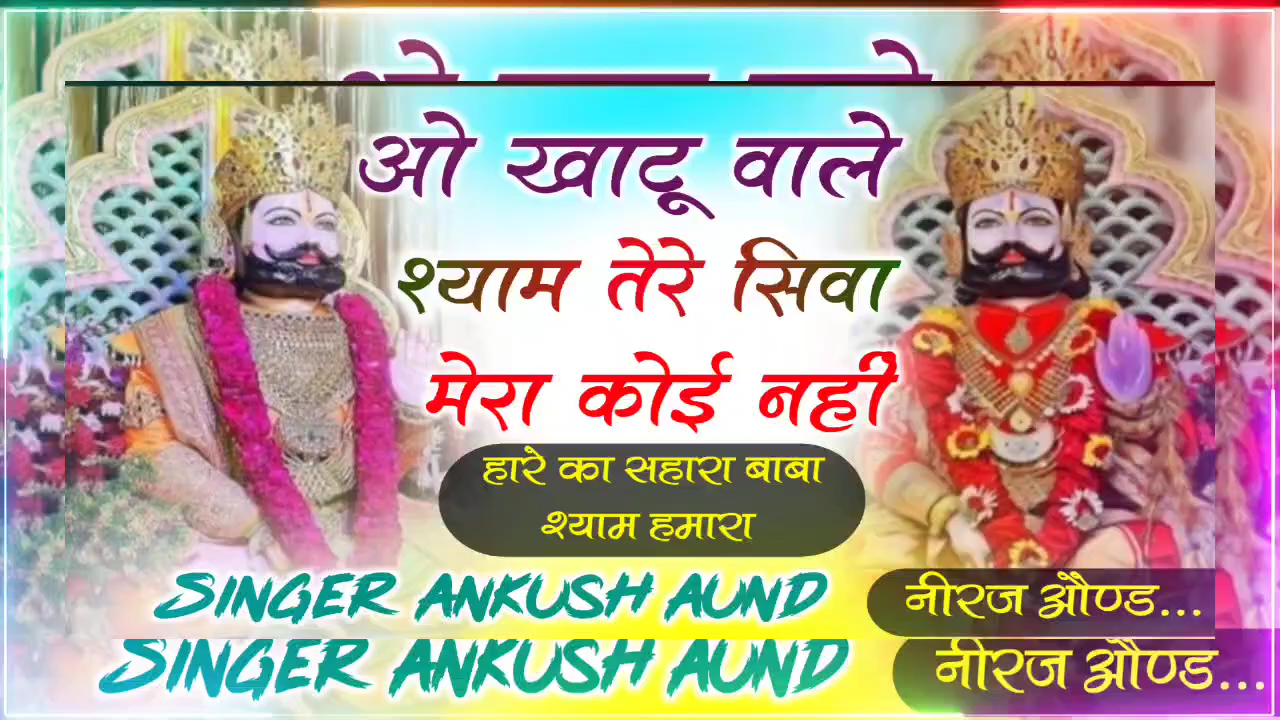 ओ खाटू वाले
श्याम तेरे सिवा
मेरा कोई नहीं
हारे का सहारा बाबा
श्याम हमारा
SINGER ANKUSH AUND
नीरज औण्ड...
SINGER ANKUSH AUND
नीरज औण्ड...